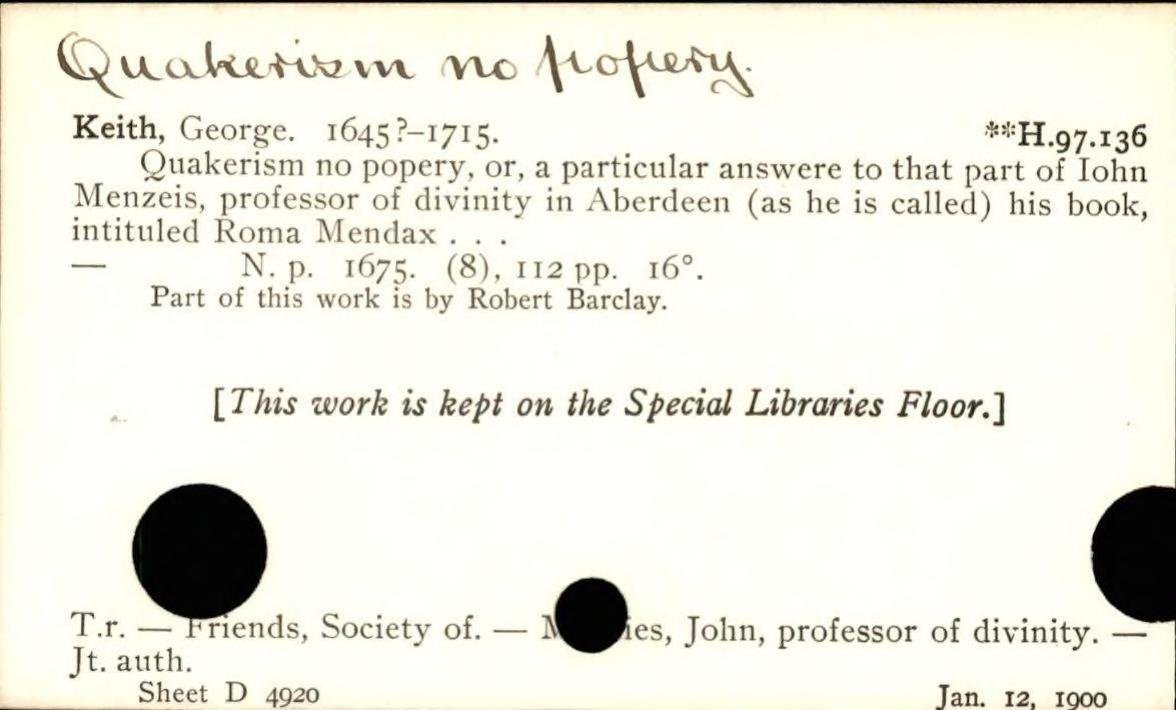 Quakerism no popery.
Keith, George. 1645?–1715. **H.97.136
Quakerism no popery, or, a particular answere to that part of Iohn
Menzeis, professor of divinity in Aberdeen (as he is called) his book,
intituled Roma Mendax . . .
— N. p. 1675. (8), 112 pp. 16°.
Part of this work is by Robert Barclay.
[This work is kept on the Special Libraries Floor.]
T.r. — Friends, Society of. — ies, John, professor of divinity. —
Jt. auth.
Sheet D 4920 Jan. 12, 1900